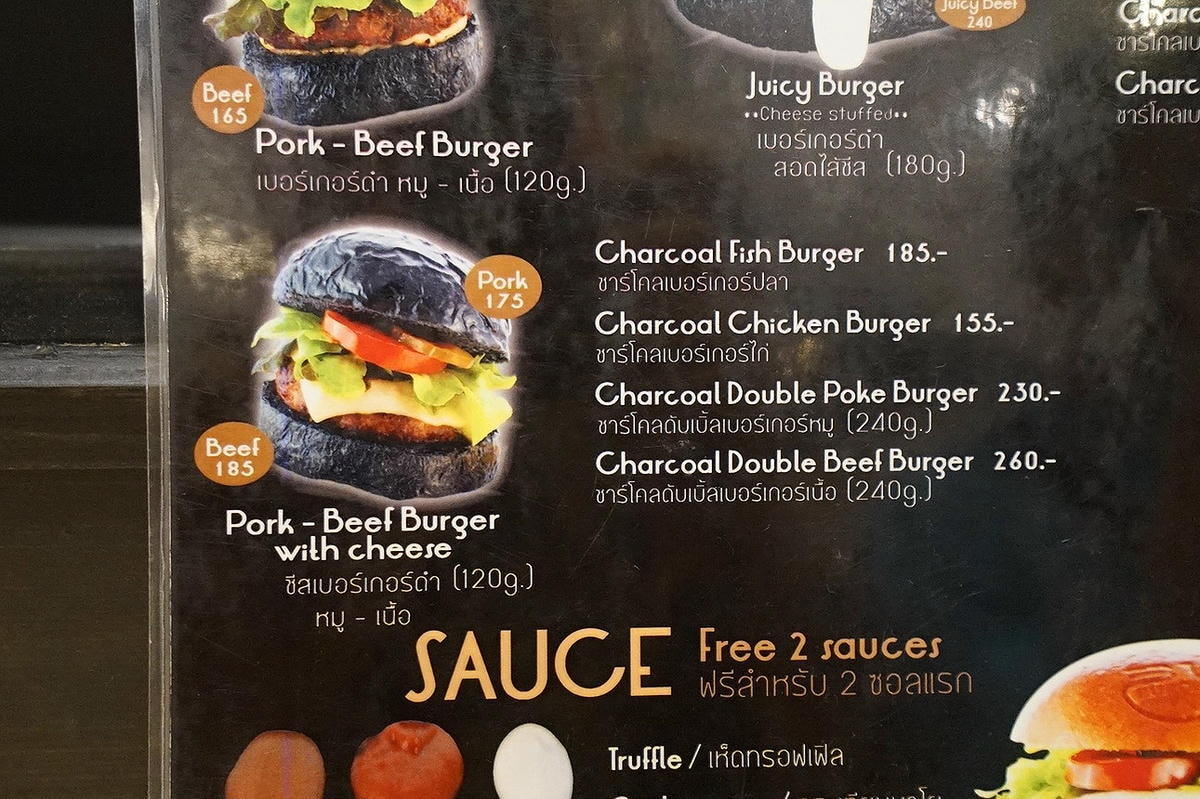 Beef
165
Pork - Beef Burger
เบอร์เกอร์ดำ หมู - เนื้อ (120g.)
Juicy Beef
240
Juicy Burger
••Cheese stuffed••
เบอร์เกอร์ดำ
สอดไส้ชีส (180g.)
Pork
175
Beef
185
Pork - Beef Burger
with cheese
ชีสเบอร์เกอร์ดำ (120g.)
หมู - เนื้อ
Charcoal Fish Burger 185.-
ชาร์โคลเบอร์เกอร์ปลา
Charcoal Chicken Burger 155.-
ชาร์โคลเบอร์เกอร์ไก่
Charcoal Double Poke Burger 230.-
ชาร์โคลดับเบิ้ลเบอร์เกอร์หมู (240g.)
Charcoal Double Beef Burger 260.-
ชาร์โคลดับเบิ้ลเบอร์เกอร์เนื้อ (240g.)
SAUCE
Free 2 sauces
ฟรีสำหรับ 2 ซอสแรก
Truffle / เห็ดทรอฟเฟิล